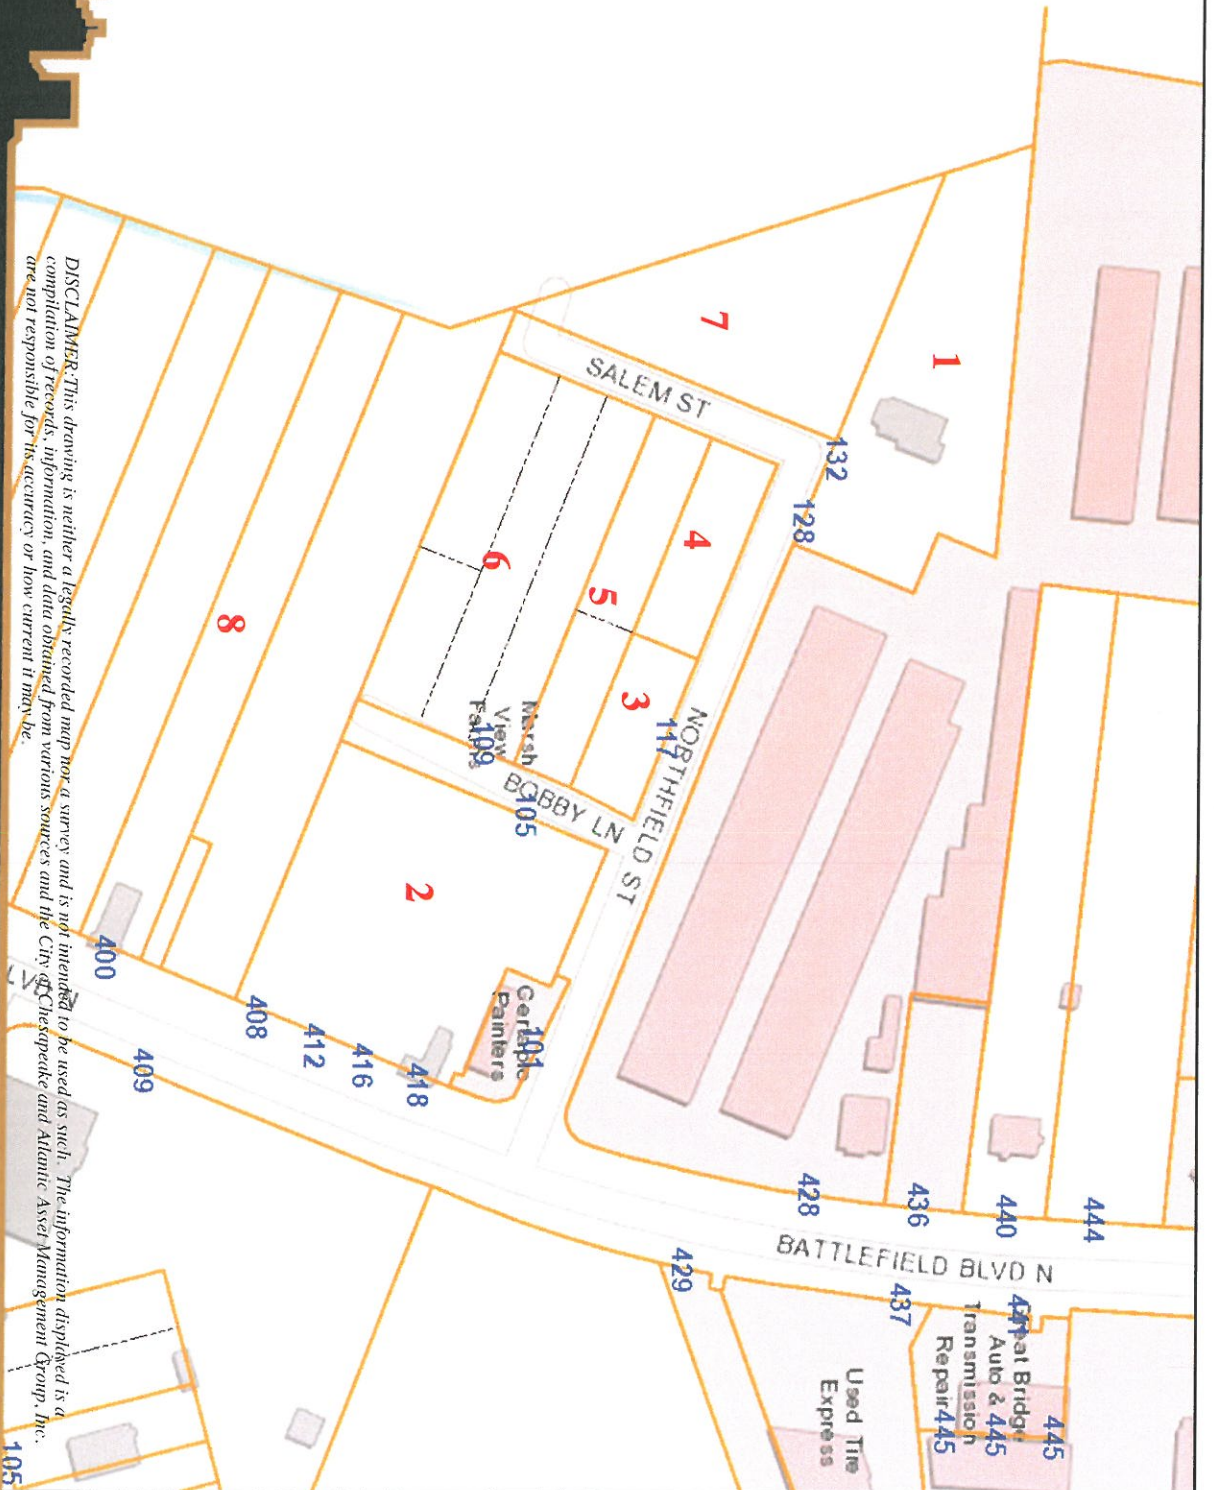 1
7
SALEM ST
132
128
4
5
6
3
8
117
NORTHFIELD ST
Marsh
View
Farms
109
BOBBY LN
105
2
101
Painters
400
408
412
416
418
LVD N
409
428
436
440
444
BATTLEFIELD BLVD N
429
437
441
Great Bridge
Auto &
Transmission
Repair
445
445
445
Used Tire
Express
105
DISCLAIMER:This drawing is neither a legally recorded map nor a survey and is not intended to be used as such. The information displayed is a
compilation of records, information, and data obtained from various sources and the City of Chesapeake and Atlantic Asset Management Group, Inc.
are not responsible for its accuracy or how current it may be.